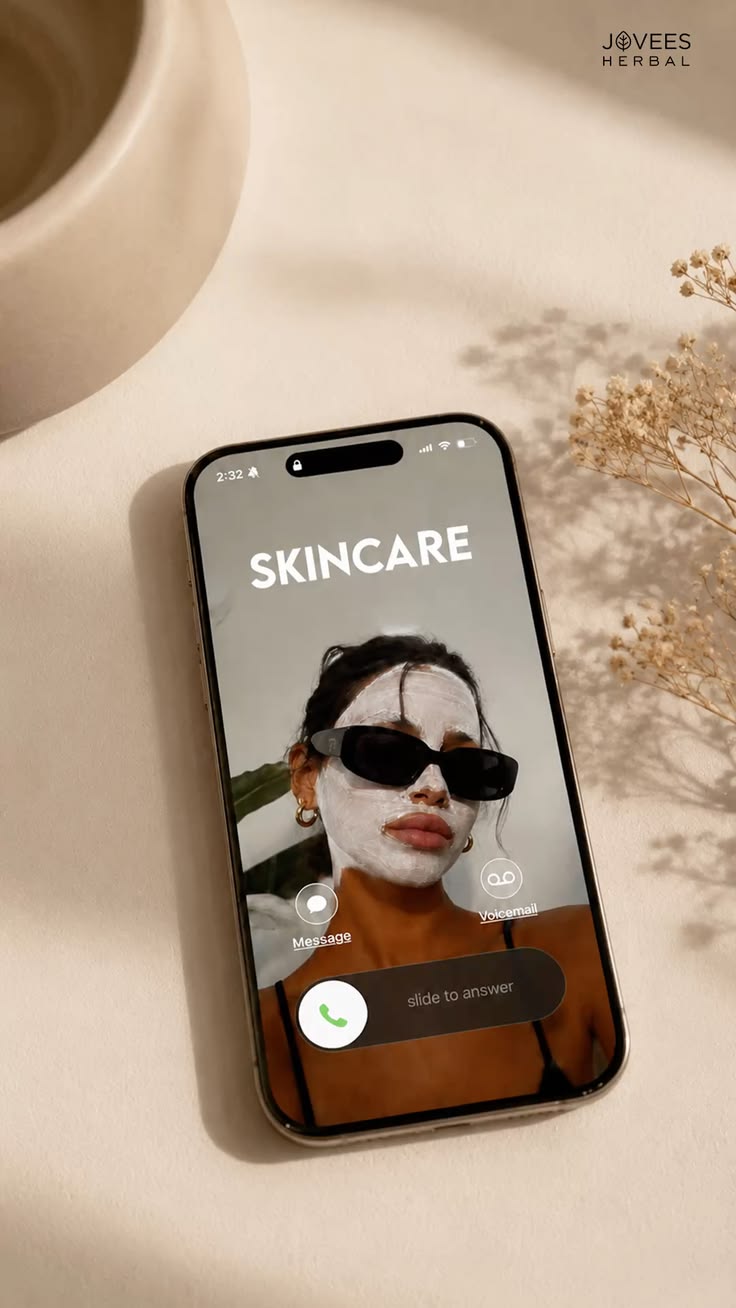 JOVEES
HERBAL
2:32
SKINCARE
Message
Voicemail
slide to answer